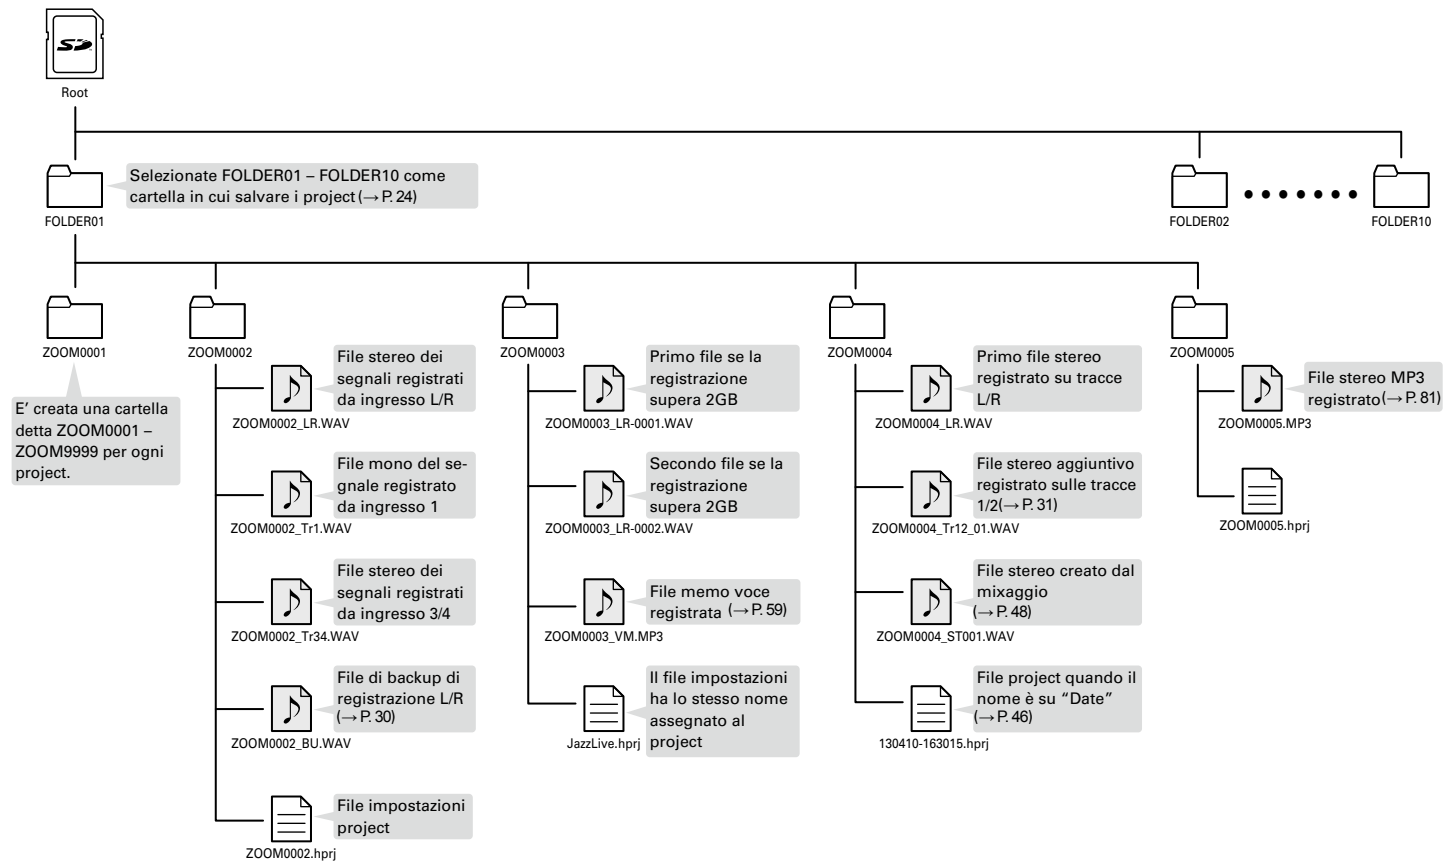 SD
Root
FOLDER01
Selezionate FOLDER01 – FOLDER10 come
cartella in cui salvare i project (→ P. 24)
FOLDER02
FOLDER10
ZOOM0001
E’ creata una cartella
detta ZOOM0001 –
ZOOM9999 per ogni
project.
ZOOM0002
File stereo dei
segnali registrati
da ingresso L/R
ZOOM0002_LR.WAV
File mono del se-
gnale registrato
da ingresso 1
ZOOM0002_Tr1.WAV
File stereo dei
segnali registrati
da ingresso 3/4
ZOOM0002_Tr34.WAV
File di backup di
registrazione L/R
(→ P. 30)
ZOOM0002_BU.WAV
File impostazioni
project
ZOOM0002.hprj
ZOOM0003
Primo file se la
registrazione
supera 2GB
ZOOM0003_LR-0001.WAV
Secondo file se la
registrazione
supera 2GB
ZOOM0003_LR-0002.WAV
File memo voce
registrata (→ P. 59)
ZOOM0003_VM.MP3
Il file impostazioni
ha lo stesso nome
assegnato al
project
JazzLive.hprj
ZOOM0004
Primo file stereo
registrato su tracce
L/R
ZOOM0004_LR.WAV
File stereo aggiuntivo
registrato sulle tracce
1/2(→ P. 31)
ZOOM0004_Tr12_01.WAV
File stereo creato dal
mixaggio
(→ P. 48)
ZOOM0004_ST001.WAV
File project quando il
nome è su “Date”
(→ P. 46)
130410-163015.hprj
ZOOM0005
File stereo MP3
registrato(→ P. 81)
ZOOM0005.MP3
ZOOM0005.hprj